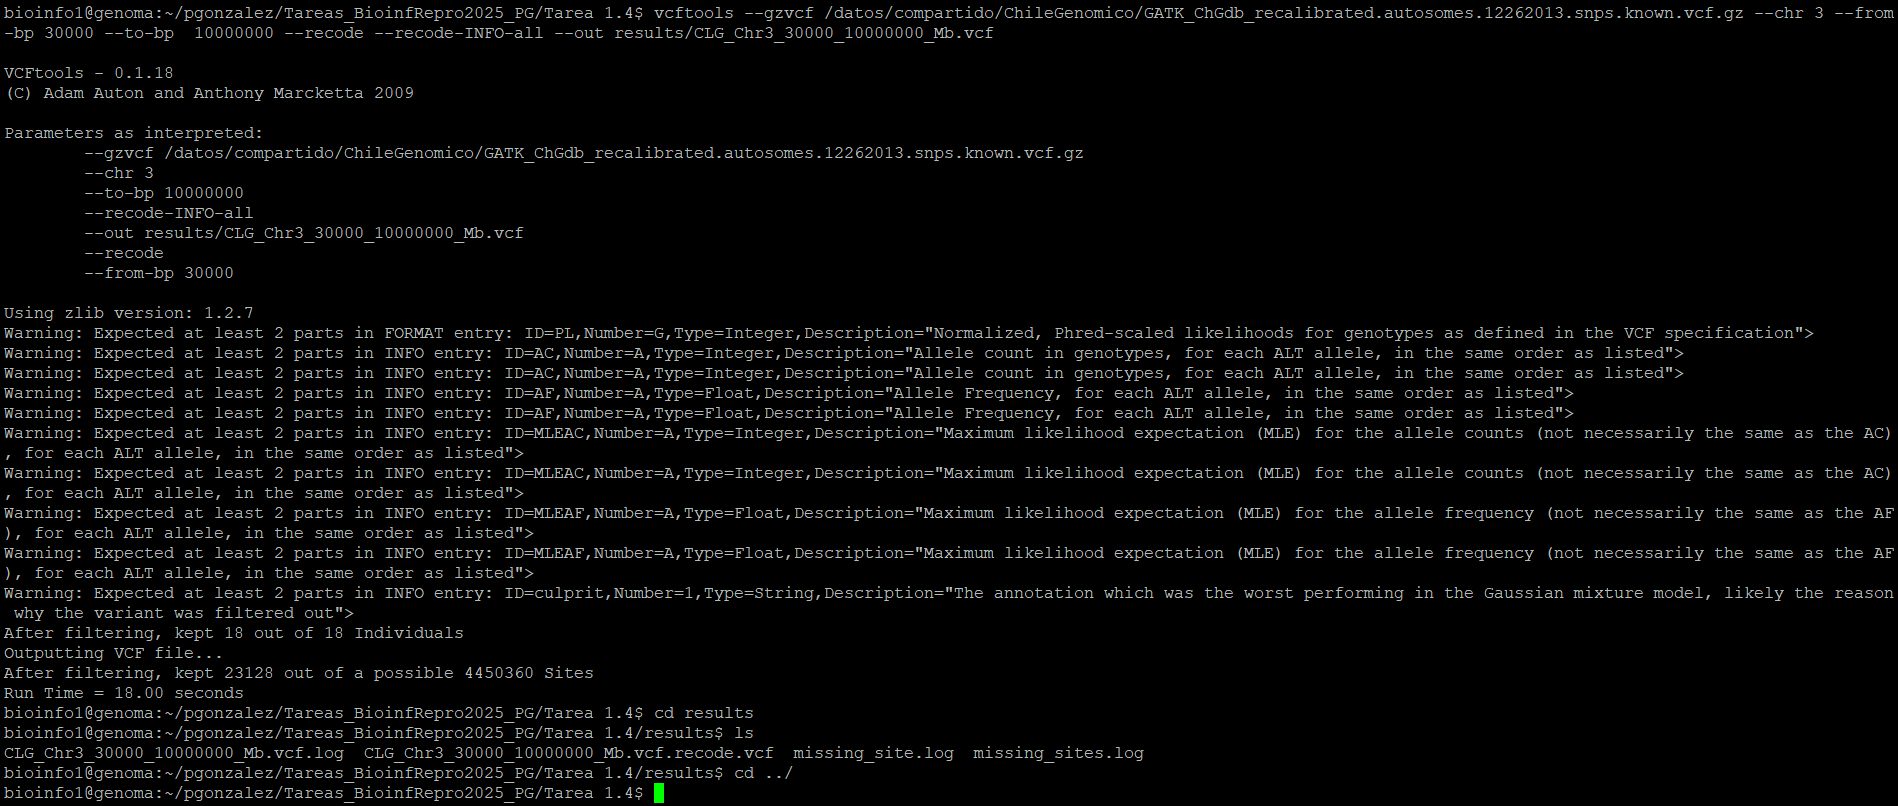 bioinfo1@genoma:~/pgonzalez/Tareas_BioinfRepro2025_PG/Tarea 1.4$ vcftools --gzvcf /datos/compartido/ChileGenomico/GATK_ChGdb_recalibrated.autosomes.12262013.snps.known.vcf.gz --chr 3 --from
-bp 30000 --to-bp  10000000 --recode --recode-INFO-all --out results/CLG_Chr3_30000_10000000_Mb.vcf
VCFtools - 0.1.18
(C) Adam Auton and Anthony Marcketta 2009
Parameters as interpreted:
        --gzvcf /datos/compartido/ChileGenomico/GATK_ChGdb_recalibrated.autosomes.12262013.snps.known.vcf.gz
        --chr 3
        --to-bp 10000000
        --recode-INFO-all
        --out results/CLG_Chr3_30000_10000000_Mb.vcf
        --recode
        --from-bp 30000
Using zlib version: 1.2.7
Warning: Expected at least 2 parts in FORMAT entry: ID=PL,Number=G,Type=Integer,Description="Normalized, Phred-scaled likelihoods for genotypes as defined in the VCF specification">
Warning: Expected at least 2 parts in INFO entry: ID=AC,Number=A,Type=Integer,Description="Allele count in genotypes, for each ALT allele, in the same order as listed">
Warning: Expected at least 2 parts in INFO entry: ID=AC,Number=A,Type=Integer,Description="Allele count in genotypes, for each ALT allele, in the same order as listed">
Warning: Expected at least 2 parts in INFO entry: ID=AF,Number=A,Type=Float,Description="Allele Frequency, for each ALT allele, in the same order as listed">
Warning: Expected at least 2 parts in INFO entry: ID=AF,Number=A,Type=Float,Description="Allele Frequency, for each ALT allele, in the same order as listed">
Warning: Expected at least 2 parts in INFO entry: ID=MLEAC,Number=A,Type=Integer,Description="Maximum likelihood expectation (MLE) for the allele counts (not necessarily the same as the AC)
, for each ALT allele, in the same order as listed">
Warning: Expected at least 2 parts in INFO entry: ID=MLEAC,Number=A,Type=Integer,Description="Maximum likelihood expectation (MLE) for the allele counts (not necessarily the same as the AC)
, for each ALT allele, in the same order as listed">
Warning: Expected at least 2 parts in INFO entry: ID=MLEAF,Number=A,Type=Float,Description="Maximum likelihood expectation (MLE) for the allele frequency (not necessarily the same as the AF
), for each ALT allele, in the same order as listed">
Warning: Expected at least 2 parts in INFO entry: ID=MLEAF,Number=A,Type=Float,Description="Maximum likelihood expectation (MLE) for the allele frequency (not necessarily the same as the AF
), for each ALT allele, in the same order as listed">
Warning: Expected at least 2 parts in INFO entry: ID=culprit,Number=1,Type=String,Description="The annotation which was the worst performing in the Gaussian mixture model, likely the reason
 why the variant was filtered out">
After filtering, kept 18 out of 18 Individuals
Outputting VCF file...
After filtering, kept 23128 out of a possible 4450360 Sites
Run Time = 18.00 seconds
bioinfo1@genoma:~/pgonzalez/Tareas_BioinfRepro2025_PG/Tarea 1.4$ cd results
bioinfo1@genoma:~/pgonzalez/Tareas_BioinfRepro2025_PG/Tarea 1.4/results$ ls
CLG_Chr3_30000_10000000_Mb.vcf.log  CLG_Chr3_30000_10000000_Mb.vcf.recode.vcf  missing_site.log  missing_sites.log
bioinfo1@genoma:~/pgonzalez/Tareas_BioinfRepro2025_PG/Tarea 1.4/results$ cd ../
bioinfo1@genoma:~/pgonzalez/Tareas_BioinfRepro2025_PG/Tarea 1.4$